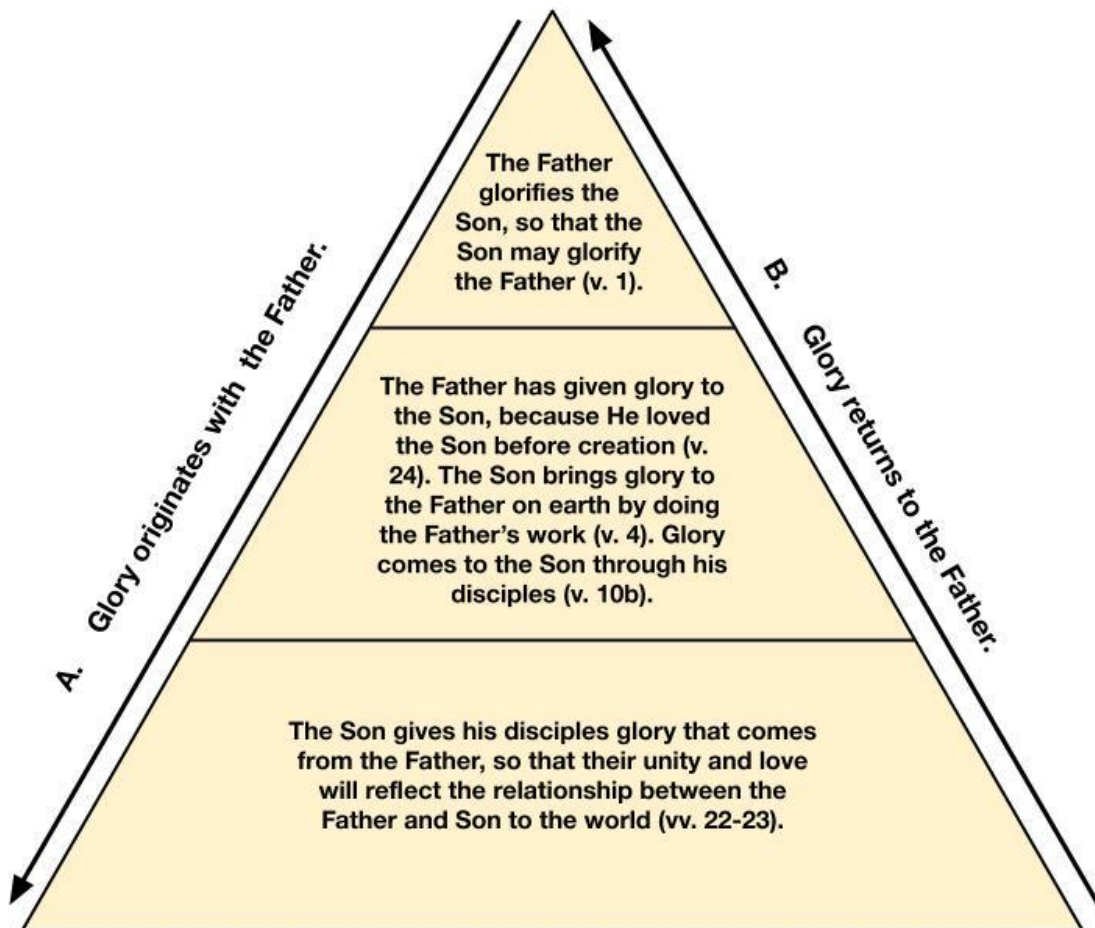 The Father
glorifies the
Son, so that the
Son may glorify
the Father (v. 1).
A. Glory originates with the Father.
B. Glory returns to the Father.
The Father has given glory to
the Son, because He loved
the Son before creation (v.
24). The Son brings glory to
the Father on earth by doing
the Father’s work (v. 4). Glory
comes to the Son through his
disciples (v. 10b).
The Son gives his disciples glory that comes
from the Father, so that their unity and love
will reflect the relationship between the
Father and Son to the world (vv. 22-23).